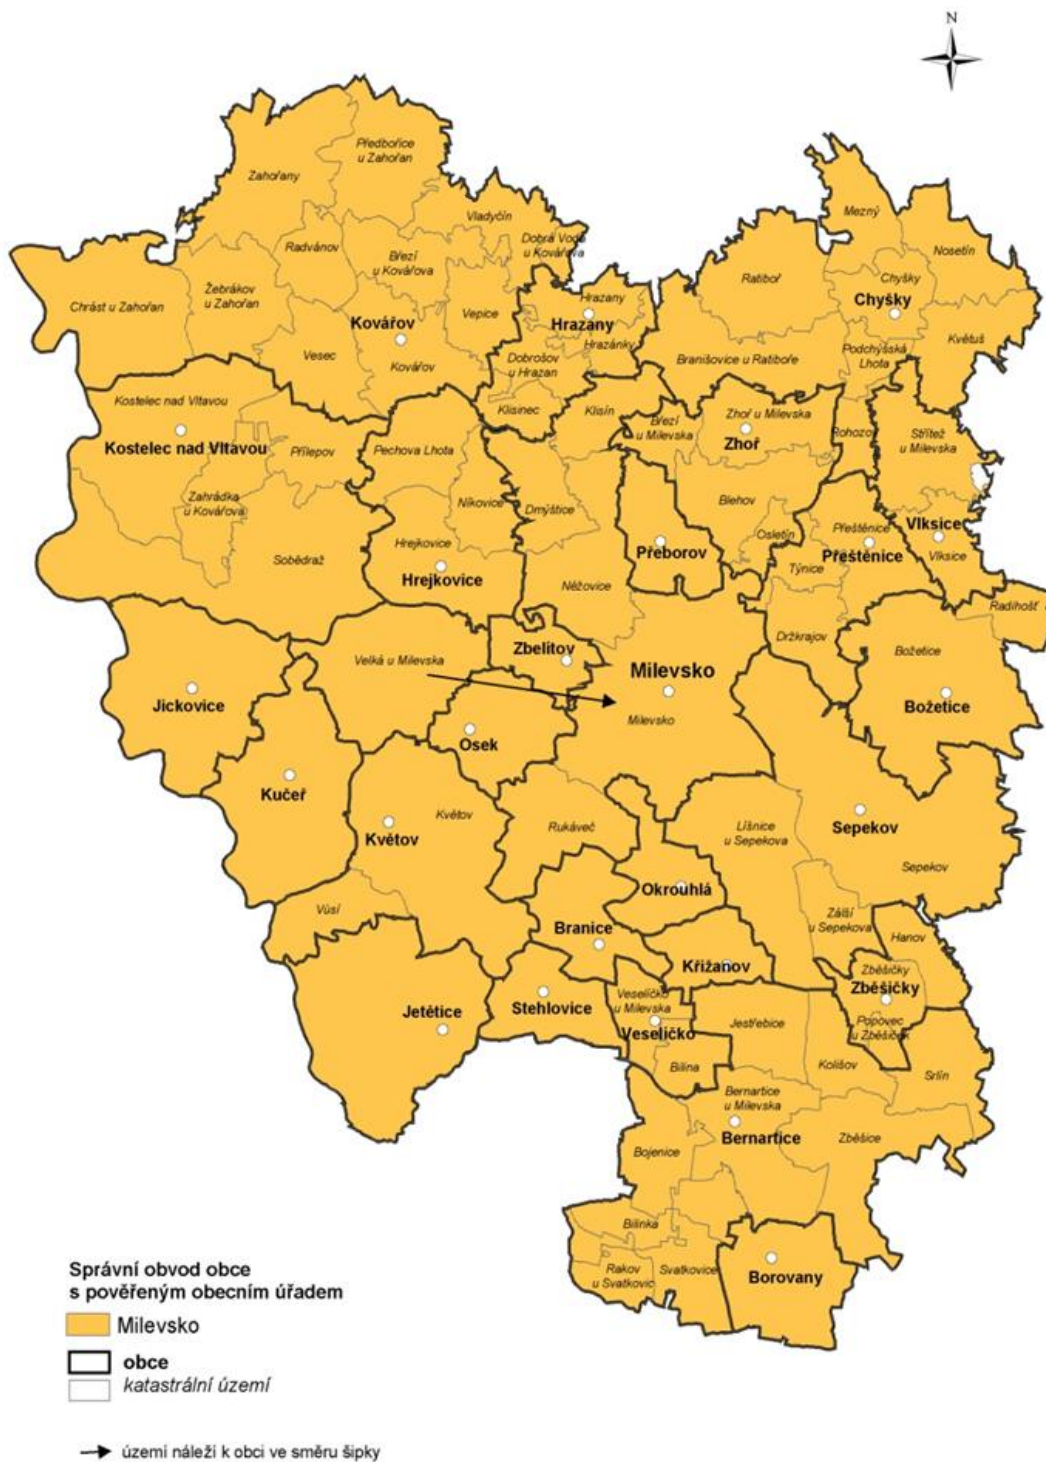 N
Předbořice
u Zahořan
Zahořany
Vladyčín
Mezný
Dobrá Voda
u Kovářova
Radvánov
Březí
u Kovářova
Nosetín
Ratiboř
Chyšky
Chyšky
Chrást u Zahořan
Žebrákov
u Zahořan
Hrazany
Hrazany
Vepice
Kovářov
Květuš
Hrazánky
Vesec
Kovářov
Dobrošov
u Hrazan
Branišovice u Ratiboře
Podchýšská
Lhota
Kostelec nad Vltavou
Klisinec
Klisín
Březí
u Milevska
Zhoř u Milevska
Zhoř
Rohozov
Střítež
u Milevska
Kostelec nad Vltavou
Přílepov
Pechova Lhota
Zahrádka
u Kovářova
Níkovice
Dmýštice
Blehov
Přeštěnice
Vlksice
Osletín
Hrejkovice
Přeborov
Přeštěnice
Vlksice
Sobědraž
Hrejkovice
Něžovice
Týnice
Radihošť
Držkrajov
Zbelítov
Božetice
Velká u Milevska
Milevsko
Jickovice
Božetice
Milevsko
Osek
Kučeř
Květov
Květov
Rukáveč
Líšnice
u Sepekova
Sepekov
Sepekov
Okrouhlá
Vůsí
Branice
Zálší
u Sepekova
Hanov
Křižanov
Zběšičky
Zběšičky
Jetětice
Stehlovice
Veselíčko
u Milevska
Veselíčko
Jestřebice
Popovec
u Zběšiček
Bilina
Kolišov
Srlín
Bernartice
u Milevska
Bernartice
Zběšice
Bojenice
Bilinka
Rakov
u Svatkovic
Svatkovice
Borovany
Správní obvod obce
s pověřeným obecním úřadem
Milevsko
obce
katastrální území
území náleží k obci ve směru šipky